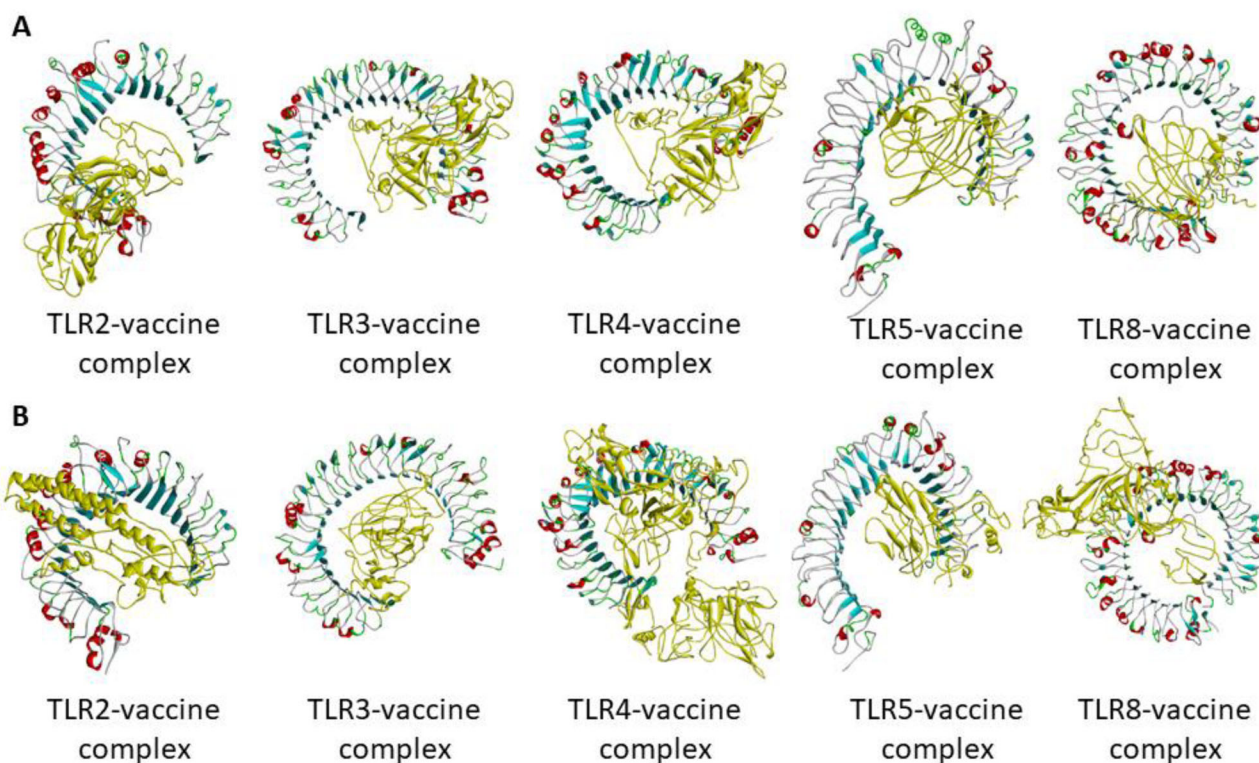 A
TLR2-vaccine
complex
TLR3-vaccine
complex
TLR4-vaccine
complex
TLR5-vaccine
complex
TLR8-vaccine
complex
B
TLR2-vaccine
complex
TLR3-vaccine
complex
TLR4-vaccine
complex
TLR5-vaccine
complex
TLR8-vaccine
complex